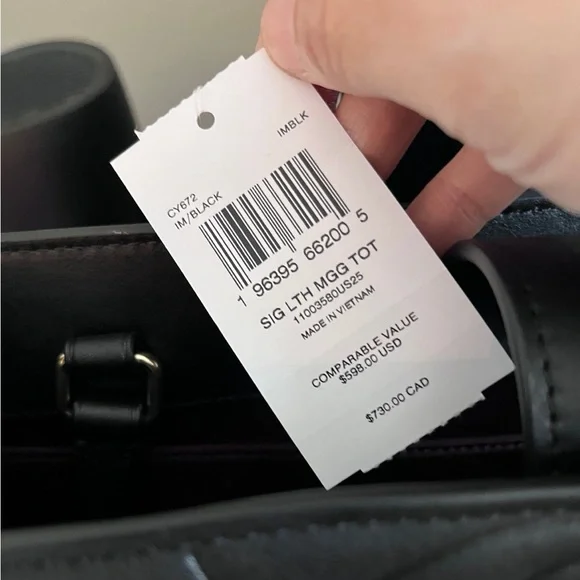 IMBLK
CY672
IM/BLACK
1 96395 66200 5
SIG LTH MGG TOT
11003580US25
MADE IN VIETNAM
COMPARABLE VALUE
$598.00 USD
$730.00 CAD